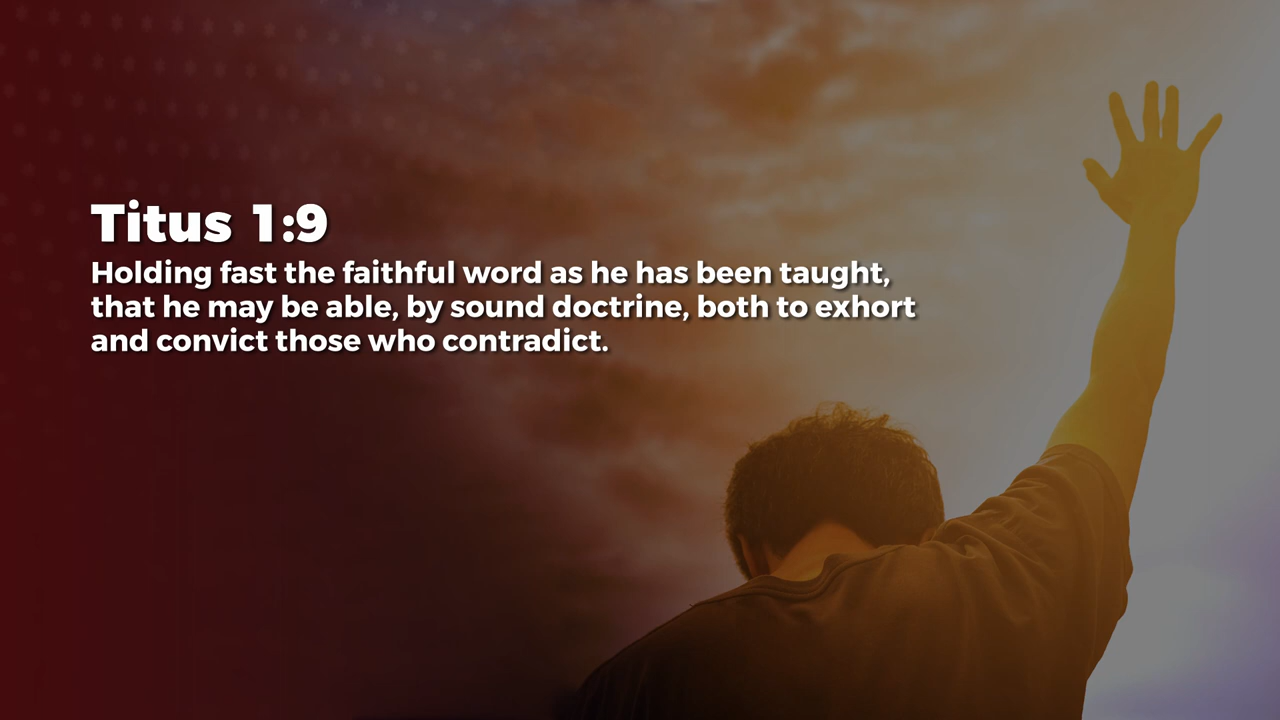 Titus 1:9
Holding fast the faithful word as he has been taught,
that he may be able, by sound doctrine, both to exhort
and convict those who contradict.